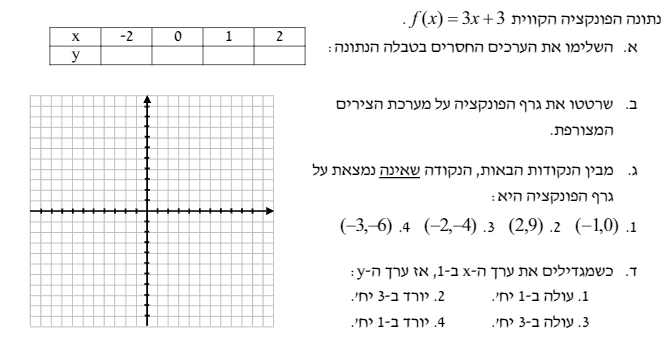 נתונה הפונקציה הקווית f(x) = 3x + 3 .
א. השלימו את הערכים החסרים בטבלה הנתונה:
x -2 0 1 2
y
ב. שרטטו את גרף הפונקציה על מערכת הצירים
המצורפת.
ג. מבין הנקודות הבאות, הנקודה שאינה נמצאת על
גרף הפונקציה היא:
1. (−1,0) 2. (2,9) 3. (−2,−4) 4. (−3,−6)
ד. כשמגדילים את ערך ה-x ב-1, אז ערך ה-y:
1. עולה ב-1 יח'. 2. יורד ב-3 יח'.
3. עולה ב-3 יח'. 4. יורד ב-1 יח'.